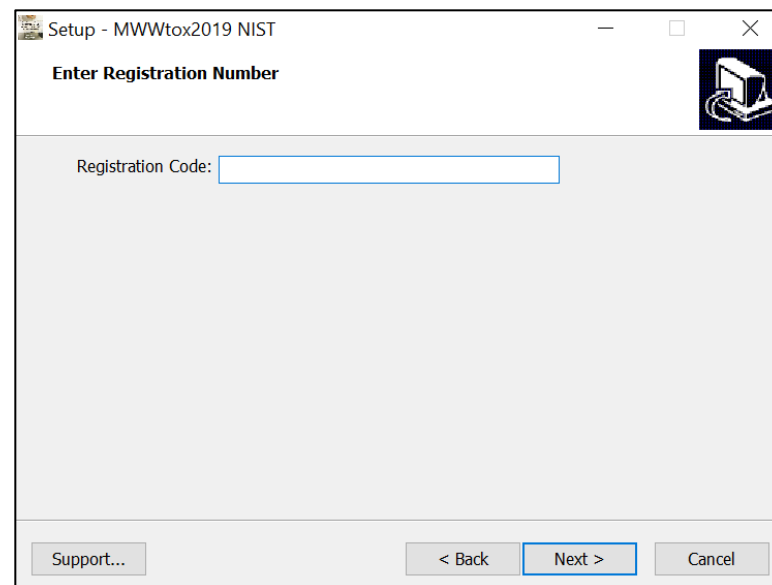 Setup - MWWtox2019 NIST
Enter Registration Number
Registration Code:
Support... < Back Next > Cancel